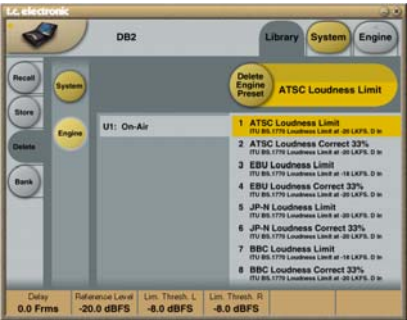 t.c. electronic
DB2
Library
System
Engine
Recall
Store
Delete
Bank
System
Engine
Delete Engine Preset
ATSC Loudness Limit
U1: On-Air
1 ATSC Loudness Limit
ITU BS.1770 Loudness Limit at -20 LKFS. D In
2 ATSC Loudness Correct 33%
ITU BS.1770 Loudness Limit at -20 LKFS. D In
3 EBU Loudness Limit
ITU BS.1770 Loudness Limit at -18 LKFS. D In
4 EBU Loudness Correct 33%
ITU BS.1770 Loudness Limit at -20 LKFS. D In
5 JP-N Loudness Limit
ITU BS.1770 Loudness Limit at -20 LKFS. D In
6 JP-N Loudness Correct 33%
ITU BS.1770 Loudness Limit at -20 LKFS. D In
7 BBC Loudness Limit
ITU BS.1770 Loudness Limit at -18 LKFS. D In
8 BBC Loudness Correct 33%
ITU BS.1770 Loudness Limit at -20 LKFS. D In
Delay
0.0 Frms
Reference Level
-20.0 dBFS
Lim. Thresh. L
-8.0 dBFS
Lim. Thresh. R
-8.0 dBFS